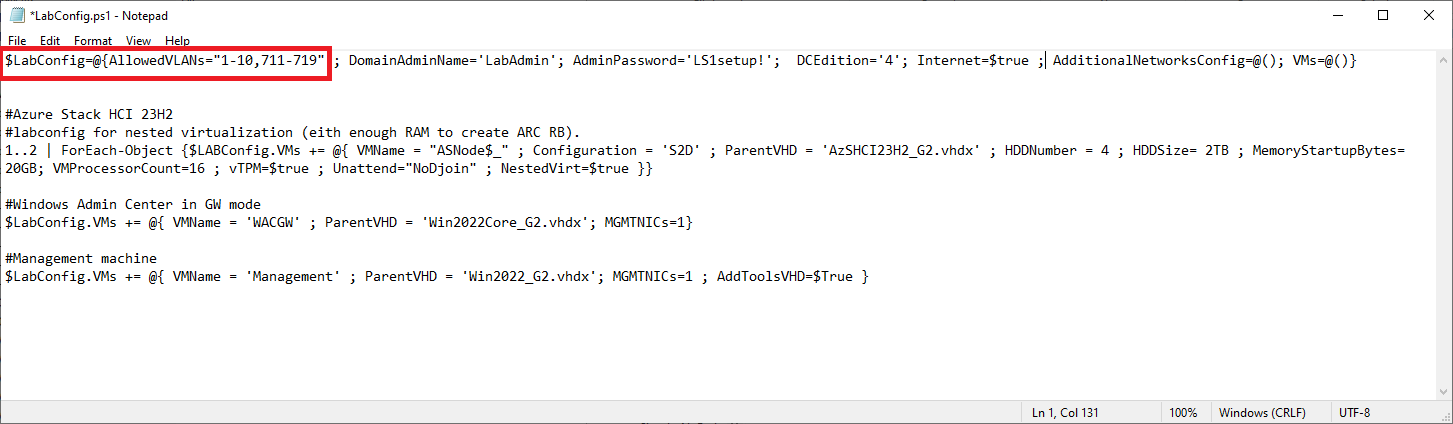 *LabConfig.ps1 - Notepad
File Edit Format View Help
$LabConfig=@{AllowedVLANs="1-10,711-719" ; DomainAdminName='LabAdmin'; AdminPassword='LS1setup!';  DCEdition='4'; Internet=$true ; AdditionalNetworksConfig=@(); VMs=@()}
#Azure Stack HCI 23H2
#labconfig for nested virtualization (eith enough RAM to create ARC RB).
1..2 | ForEach-Object {$LABConfig.VMs += @{ VMName = "ASNode$_" ; Configuration = 'S2D' ; ParentVHD = 'AzSHCI23H2_G2.vhdx' ; HDDNumber = 4 ; HDDSize= 2TB ; MemoryStartupBytes=
20GB; VMProcessorCount=16 ; vTPM=$true ; Unattend="NoDjoin" ; NestedVirt=$true }}
#Windows Admin Center in GW mode
$LabConfig.VMs += @{ VMName = 'WACGW' ; ParentVHD = 'Win2022Core_G2.vhdx'; MGMTNICs=1}
#Management machine
$LabConfig.VMs += @{ VMName = 'Management' ; ParentVHD = 'Win2022_G2.vhdx'; MGMTNICs=1 ; AddToolsVHD=$True }
Ln 1, Col 131 100% Windows (CRLF) UTF-8